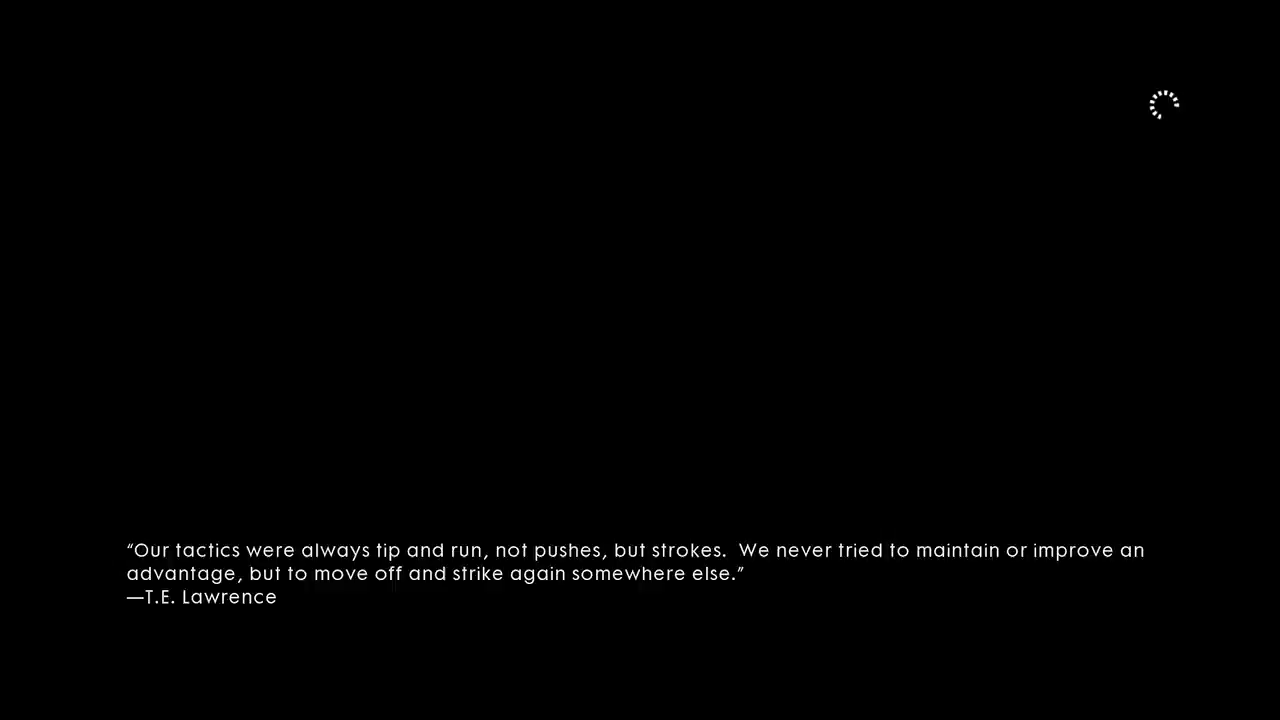 “Our tactics were always tip and run, not pushes, but strokes.  We never tried to maintain or improve an
advantage, but to move off and strike again somewhere else.”
—T.E. Lawrence